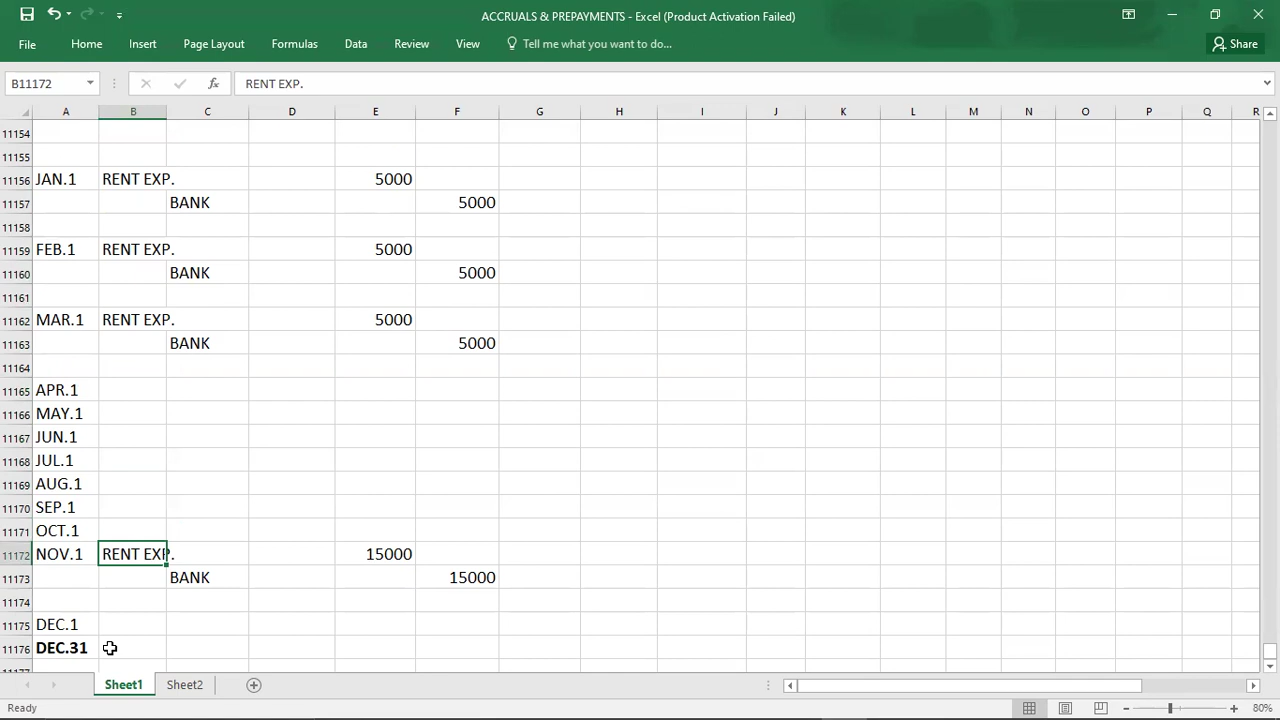 ACCRUALS & PREPAYMENTS - Excel (Product Activation Failed)
File Home Insert Page Layout Formulas Data Review View Tell me what you want to do... Share
B11172 fx RENT EXP.
A B C D E F G H I J K L M N O P Q R
11154
11155
11156 JAN.1 RENT EXP. 5000
11157 BANK 5000
11158
11159 FEB.1 RENT EXP. 5000
11160 BANK 5000
11161
11162 MAR.1 RENT EXP. 5000
11163 BANK 5000
11164
11165 APR.1
11166 MAY.1
11167 JUN.1
11168 JUL.1
11169 AUG.1
11170 SEP.1
11171 OCT.1
11172 NOV.1 RENT EXP. 15000
11173 BANK 15000
11174
11175 DEC.1
11176 DEC.31
11177
Sheet1 Sheet2
Ready 80%